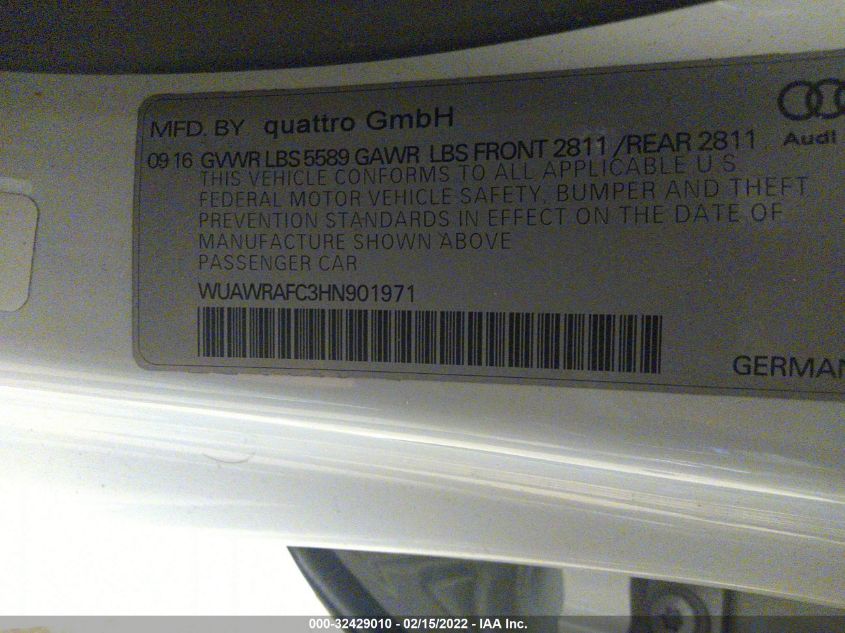 MFD. BY quattro GmbH
Audi
09 16 GVWR LBS 5589 GAWR LBS FRONT 2811 /REAR 2811
THIS VEHICLE CONFORMS TO ALL APPLICABLE U S
FEDERAL MOTOR VEHICLE SAFETY, BUMPER AND THEFT
PREVENTION STANDARDS IN EFFECT ON THE DATE OF
MANUFACTURE SHOWN ABOVE
PASSENGER CAR
WUAWRAFC3HN901971
GERMAN
000-32429010 - 02/15/2022 - IAA Inc.